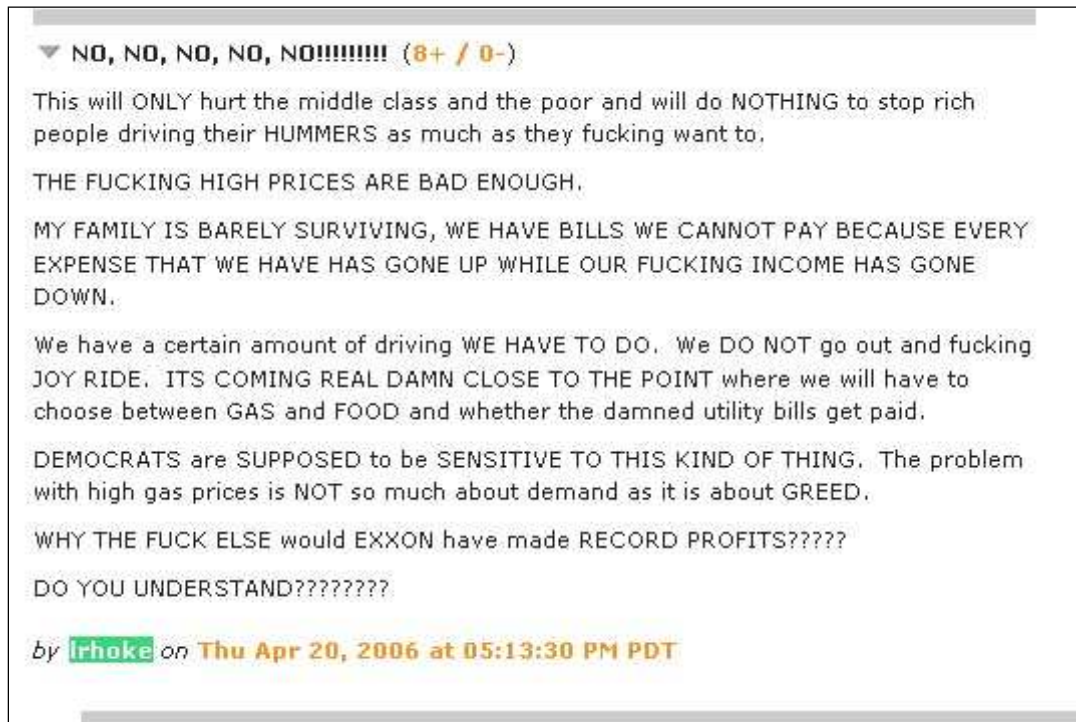 NO, NO, NO, NO, NO!!!!!!!!! (8+ / 0-)
This will ONLY hurt the middle class and the poor and will do NOTHING to stop rich
people driving their HUMMERS as much as they fucking want to.
THE FUCKING HIGH PRICES ARE BAD ENOUGH.
MY FAMILY IS BARELY SURVIVING, WE HAVE BILLS WE CANNOT PAY BECAUSE EVERY
EXPENSE THAT WE HAVE HAS GONE UP WHILE OUR FUCKING INCOME HAS GONE
DOWN.
We have a certain amount of driving WE HAVE TO DO.  We DO NOT go out and fucking
JOY RIDE.  ITS COMING REAL DAMN CLOSE TO THE POINT where we will have to
choose between GAS and FOOD and whether the damned utility bills get paid.
DEMOCRATS are SUPPOSED to be SENSITIVE TO THIS KIND OF THING.  The problem
with high gas prices is NOT so much about demand as it is about GREED.
WHY THE FUCK ELSE would EXXON have made RECORD PROFITS?????
DO YOU UNDERSTAND????????
by lrhoke on Thu Apr 20, 2006 at 05:13:30 PM PDT